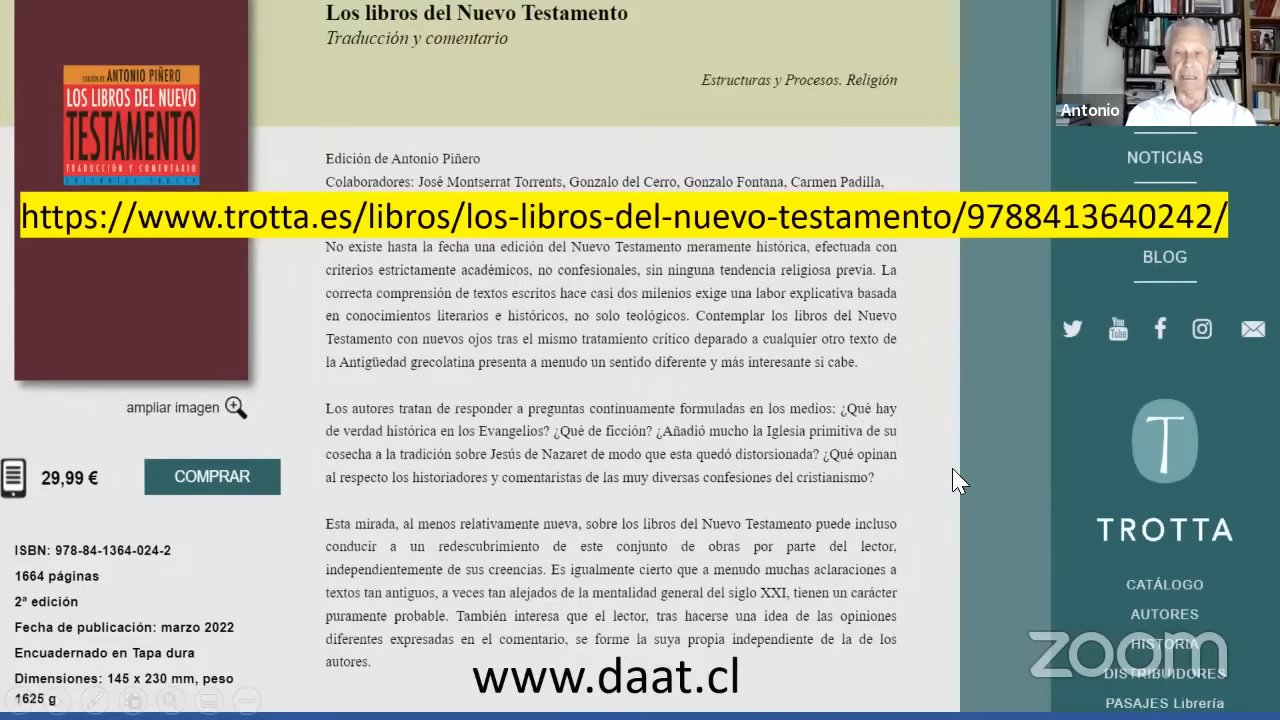 Los libros del Nuevo Testamento
Traducción y comentario
Estructuras y Procesos. Religión
EDICIÓN DE ANTONIO PIÑERO
LOS LIBROS DEL NUEVO
TESTAMENTO
TRADUCCIÓN Y COMENTARIO
EDITORIAL TROTTA
Antonio
Edición de Antonio Piñero
Colaboradores: José Montserrat Torrents, Gonzalo del Cerro, Gonzalo Fontana, Carmen Padilla,
https://www.trotta.es/libros/los-libros-del-nuevo-testamento/9788413640242/
No existe hasta la fecha una edición del Nuevo Testamento meramente histórica, efectuada con
criterios estrictamente académicos, no confesionales, sin ninguna tendencia religiosa previa. La
correcta comprensión de textos escritos hace casi dos milenios exige una labor explicativa basada
en conocimientos literarios e históricos, no solo teológicos. Contemplar los libros del Nuevo
Testamento con nuevos ojos tras el mismo tratamiento crítico deparado a cualquier otro texto de
la Antigüedad grecolatina presenta a menudo un sentido diferente y más interesante si cabe.
Los autores tratan de responder a preguntas continuamente formuladas en los medios: ¿Qué hay
de verdad histórica en los Evangelios? ¿Qué de ficción? ¿Añadió mucho la Iglesia primitiva de su
cosecha a la tradición sobre Jesús de Nazaret de modo que esta quedó distorsionada? ¿Qué opinan
al respecto los historiadores y comentaristas de las muy diversas confesiones del cristianismo?
Esta mirada, al menos relativamente nueva, sobre los libros del Nuevo Testamento puede incluso
conducir a un redescubrimiento de este conjunto de obras por parte del lector,
independientemente de sus creencias. Es igualmente cierto que a menudo muchas aclaraciones a
textos tan antiguos, a veces tan alejados de la mentalidad general del siglo XXI, tienen un carácter
puramente probable. También interesa que el lector, tras hacerse una idea de las opiniones
diferentes expresadas en el comentario, se forme la suya propia independiente de la de los
autores.
www.daat.cl
ampliar imagen
29,99 €
COMPRAR
ISBN: 978-84-1364-024-2
1664 páginas
2ª edición
Fecha de publicación: marzo 2022
Encuadernado en Tapa dura
Dimensiones: 145 x 230 mm, peso
1625 g
NOTICIAS
BLOG
You
Tube
T
TROTTA
CATÁLOGO
AUTORES
HISTORIA
zoom
DISTRIBUIDORES
PASAJES Librería